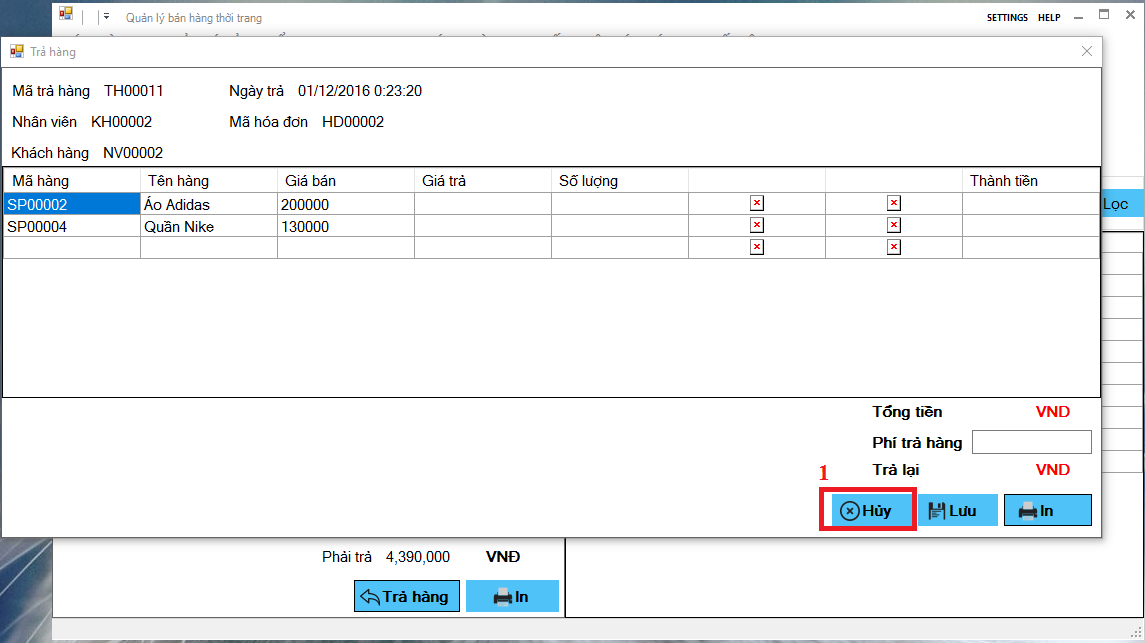 Quản lý bán hàng thời trang
SETTINGS HELP
Trả hàng
Mã trả hàng TH00011 Ngày trả 01/12/2016 0:23:20
Nhân viên KH00002 Mã hóa đơn HD00002
Khách hàng NV00002
Mã hàng Tên hàng Giá bán Giá trả Số lượng Thành tiền
SP00002 Áo Adidas 200000
Lọc
SP00004 Quần Nike 130000
Tổng tiền VND
Phí trả hàng
Trả lại VND
1
Hủy Lưu In
Phải trả 4,390,000 VNĐ
Trả hàng In